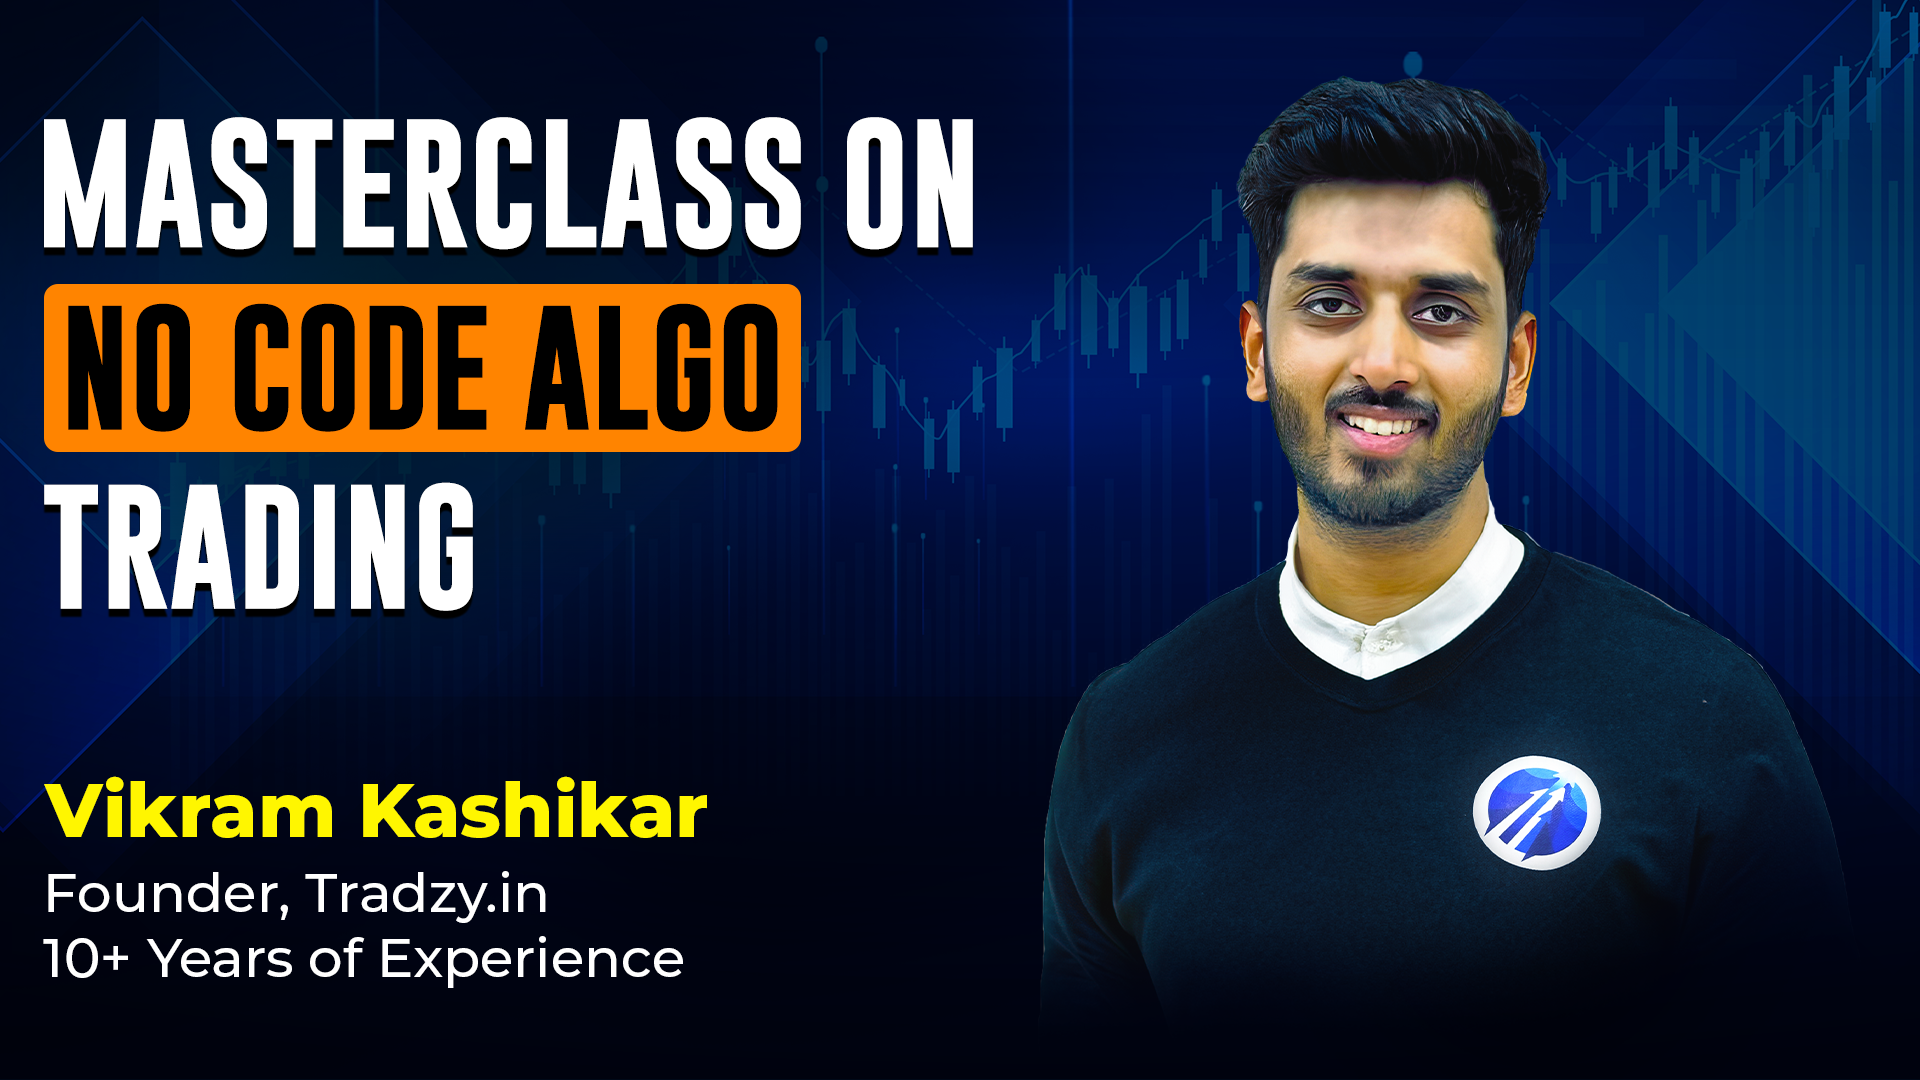 MASTERCLASS ON
NO CODE ALGO
TRADING
Vikram Kashikar
Founder, Tradzy.in
10+ Years of Experience